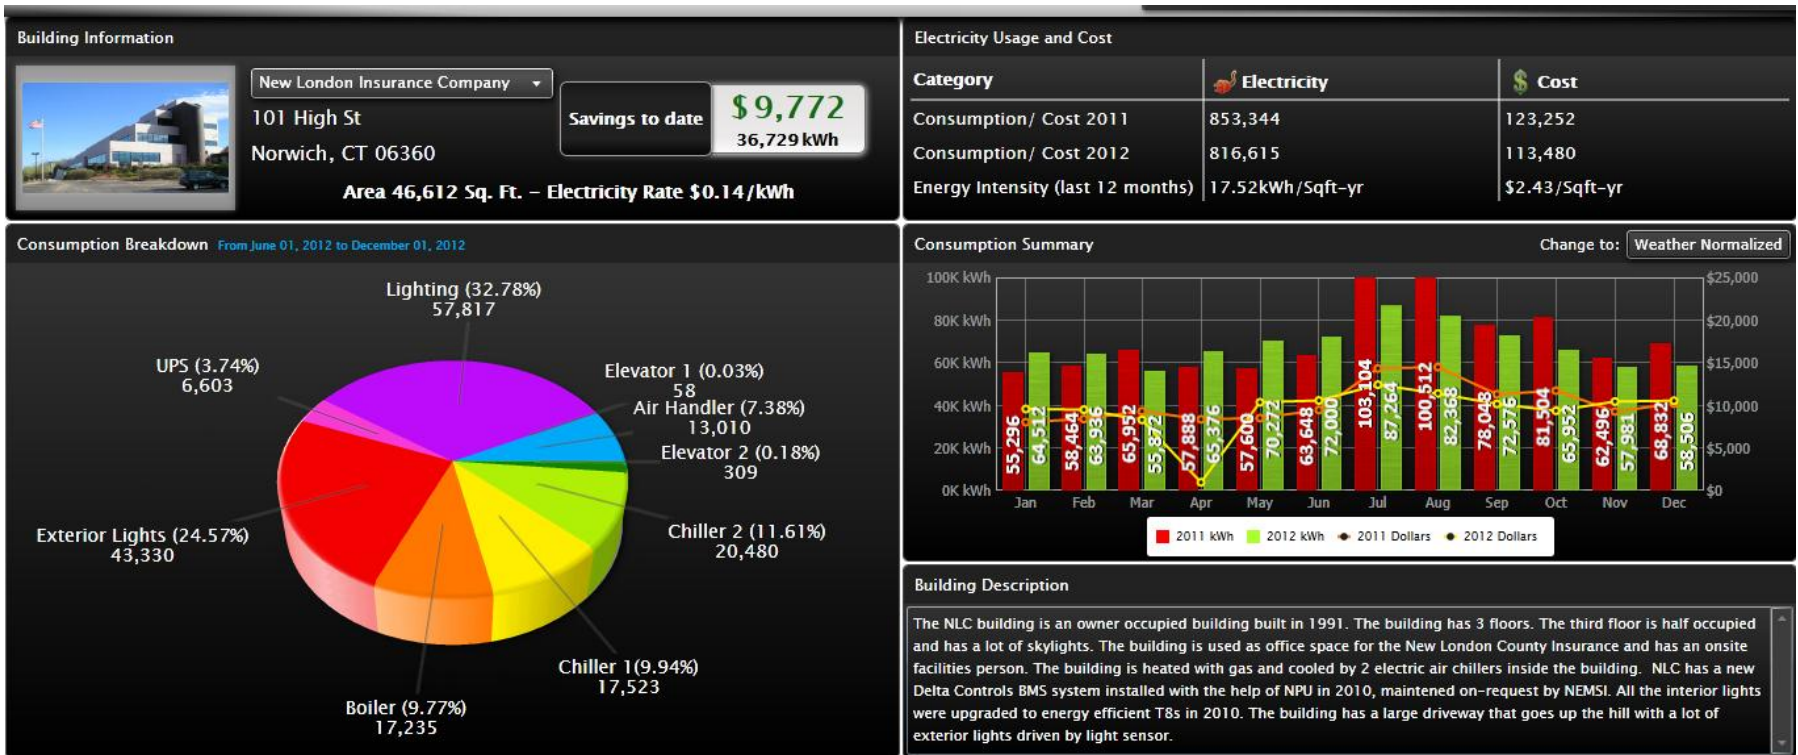 Building Information
New London Insurance Company
101 High St
Norwich, CT 06360
Savings to date
$9,772
36,729 kWh
Area 46,612 Sq. Ft. - Electricity Rate $0.14/kWh
Electricity Usage and Cost
Category Electricity $ Cost
Consumption/ Cost 2011 853,344 123,252
Consumption/ Cost 2012 816,615 113,480
Energy Intensity (last 12 months) 17.52kWh/Sqft-yr $2.43/Sqft-yr
Consumption Breakdown From June 01, 2012 to December 01, 2012
Lighting (32.78%)
57,817
UPS (3.74%)
6,603
Elevator 1 (0.03%)
58
Air Handler (7.38%)
13,010
Elevator 2 (0.18%)
309
Chiller 2 (11.61%)
20,480
Exterior Lights (24.57%)
43,330
Chiller 1(9.94%)
17,523
Boiler (9.77%)
17,235
Consumption Summary
Change to: Weather Normalized
100K kWh $25,000
80K kWh $20,000
60K kWh $15,000
40K kWh $10,000
20K kWh $5,000
0K kWh $0
55,296 64,512 58,464 63,936 65,952 55,872 57,888 65,376 57,600 70,272 63,648 72,000 103,104 87,264 100,512 82,368 78,048 72,576 81,504 65,952 62,496 57,981 68,832 58,506
Jan Feb Mar Apr May Jun Jul Aug Sep Oct Nov Dec
2011 kWh 2012 kWh 2011 Dollars 2012 Dollars
Building Description
The NLC building is an owner occupied building built in 1991. The building has 3 floors. The third floor is half occupied
and has a lot of skylights. The building is used as office space for the New London County Insurance and has an onsite
facilities person. The building is heated with gas and cooled by 2 electric air chillers inside the building. NLC has a new
Delta Controls BMS system installed with the help of NPU in 2010, maintened on-request by NEMSI. All the interior lights
were upgraded to energy efficient T8s in 2010. The building has a large driveway that goes up the hill with a lot of
exterior lights driven by light sensor.